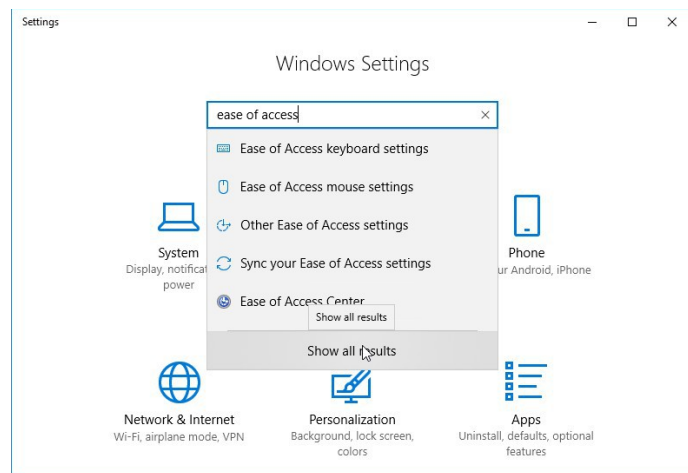 Settings
Windows Settings
ease of access
Ease of Access keyboard settings
Ease of Access mouse settings
Other Ease of Access settings
Sync your Ease of Access settings
Ease of Access Center
Show all results
Show all results
System
Display, notificat
power
Phone
ur Android, iPhone
Network & Internet
Wi-Fi, airplane mode, VPN
Personalization
Background, lock screen,
colors
Apps
Uninstall, defaults, optional
features